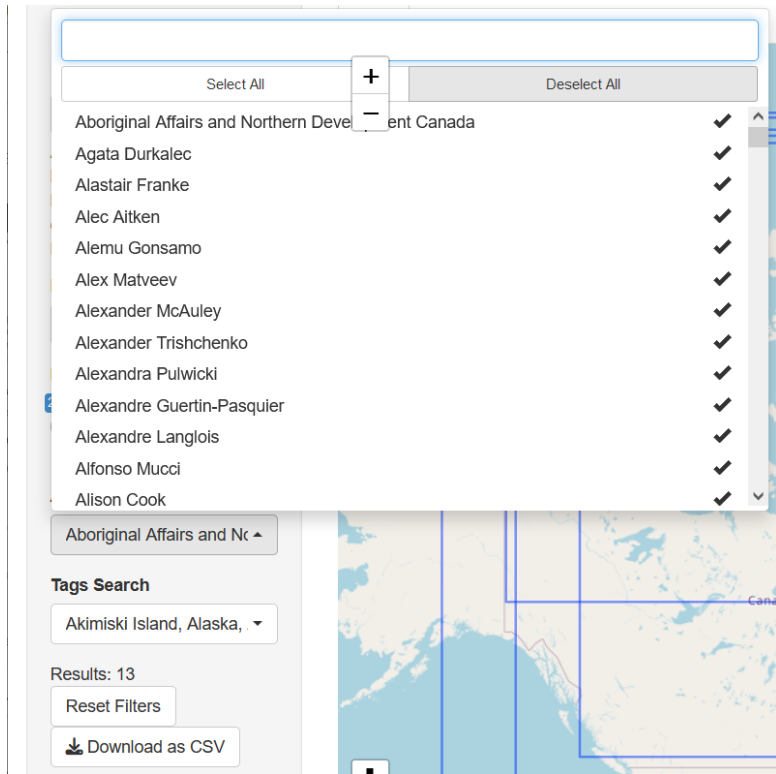 Select All
+
Deselect All
−
Aboriginal Affairs and Northern Development Canada
Agata Durkalec
Alastair Franke
Alec Aitken
Alemu Gonsamo
Alex Matveev
Alexander McAuley
Alexander Trishchenko
Alexandra Pulwicki
Alexandre Guertin-Pasquier
Alexandre Langlois
Alfonso Mucci
Alison Cook
Aboriginal Affairs and Nc
Tags Search
Akimiski Island, Alaska, .
Cana
Results: 13
Reset Filters
Download as CSV